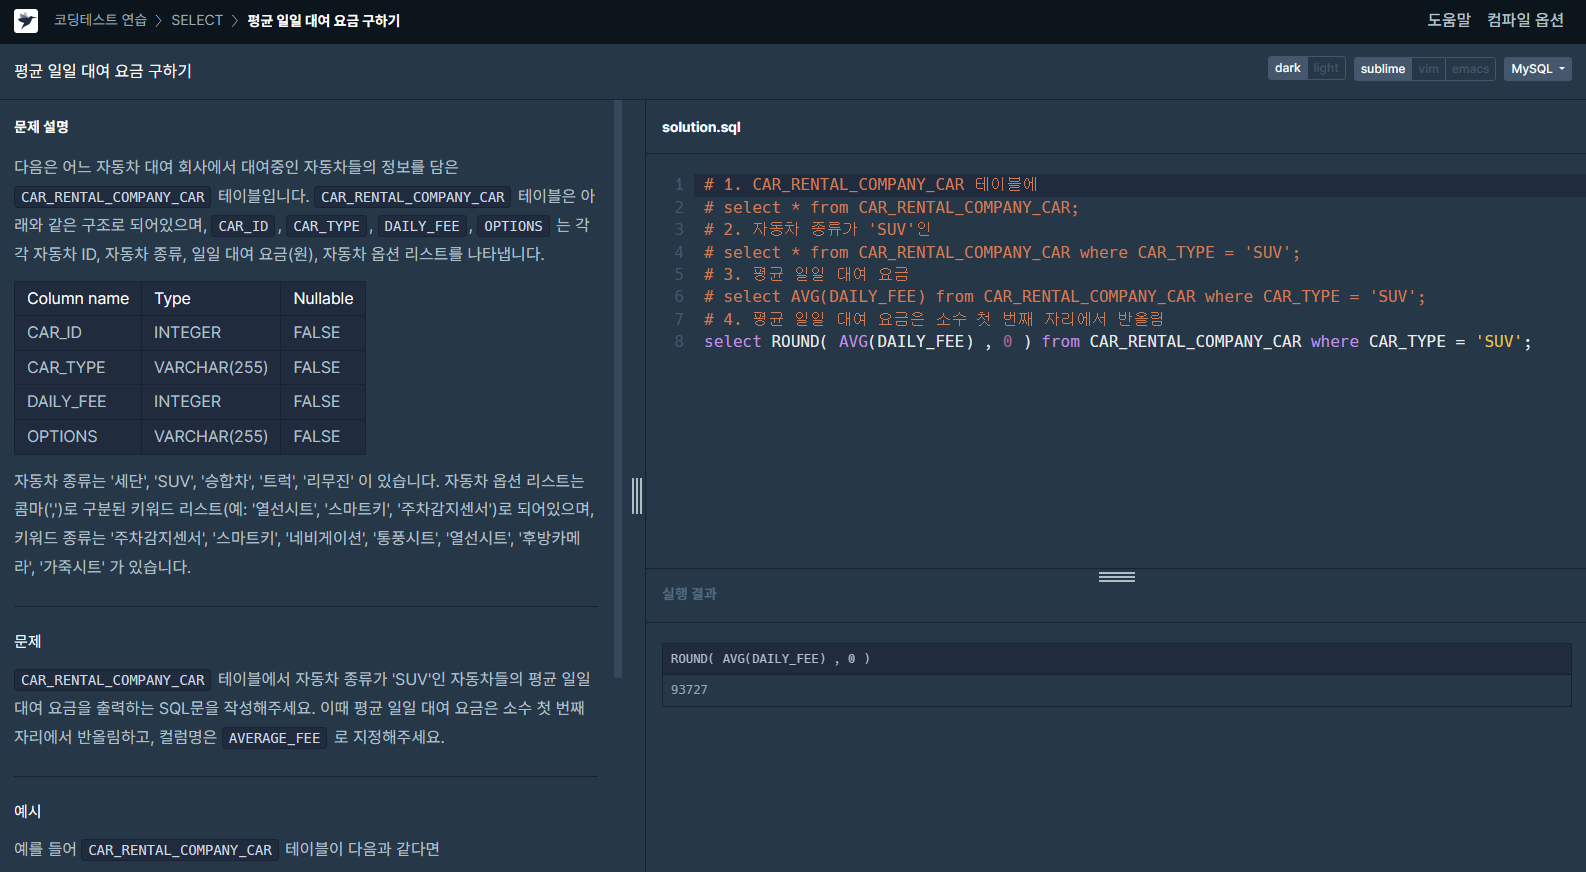 코딩테스트 연습 > SELECT > 평균 일일 대여 요금 구하기
도움말 컴파일 옵션
평균 일일 대여 요금 구하기
dark light sublime vim emacs MySQL
문제 설명
다음은 어느 자동차 대여 회사에서 대여중인 자동차들의 정보를 담은
CAR_RENTAL_COMPANY_CAR 테이블입니다. CAR_RENTAL_COMPANY_CAR 테이블은 아
래와 같은 구조로 되어있으며, CAR_ID , CAR_TYPE , DAILY_FEE , OPTIONS 는 각
각 자동차 ID, 자동차 종류, 일일 대여 요금(원), 자동차 옵션 리스트를 나타냅니다.
Column name Type Nullable
CAR_ID INTEGER FALSE
CAR_TYPE VARCHAR(255) FALSE
DAILY_FEE INTEGER FALSE
OPTIONS VARCHAR(255) FALSE
자동차 종류는 '세단', 'SUV', '승합차', '트럭', '리무진' 이 있습니다. 자동차 옵션 리스트는
콤마(',')로 구분된 키워드 리스트(예: '열선시트', '스마트키', '주차감지센서')로 되어있으며,
키워드 종류는 '주차감지센서', '스마트키', '네비게이션', '통풍시트', '열선시트', '후방카메
라', '가죽시트' 가 있습니다.
문제
CAR_RENTAL_COMPANY_CAR 테이블에서 자동차 종류가 'SUV'인 자동차들의 평균 일일
대여 요금을 출력하는 SQL문을 작성해주세요. 이때 평균 일일 대여 요금은 소수 첫 번째
자리에서 반올림하고, 컬럼명은 AVERAGE_FEE 로 지정해주세요.
예시
예를 들어 CAR_RENTAL_COMPANY_CAR 테이블이 다음과 같다면
solution.sql
1 # 1. CAR_RENTAL_COMPANY_CAR 테이블에
2 # select * from CAR_RENTAL_COMPANY_CAR;
3 # 2. 자동차 종류가 'SUV'인
4 # select * from CAR_RENTAL_COMPANY_CAR where CAR_TYPE = 'SUV';
5 # 3. 평균 일일 대여 요금
6 # select AVG(DAILY_FEE) from CAR_RENTAL_COMPANY_CAR where CAR_TYPE = 'SUV';
7 # 4. 평균 일일 대여 요금은 소수 첫 번째 자리에서 반올림
8 select ROUND( AVG(DAILY_FEE) , 0 ) from CAR_RENTAL_COMPANY_CAR where CAR_TYPE = 'SUV';
실행 결과
ROUND( AVG(DAILY_FEE) , 0 )
93727